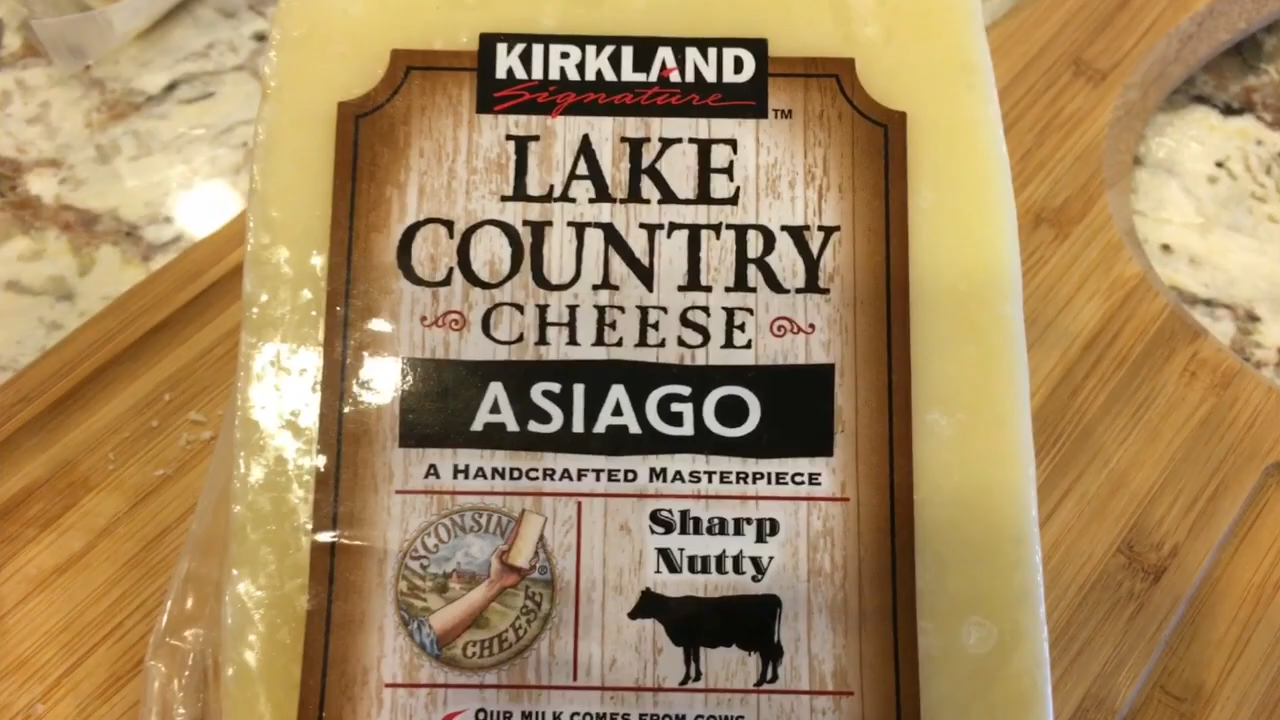 KIRKLAND
Signature
TM
LAKE
COUNTRY
CHEESE
ASIAGO
A HANDCRAFTED MASTERPIECE
WISCONSIN
CHEESE
®
Sharp
Nutty
OUR MILK COMES FROM COWS